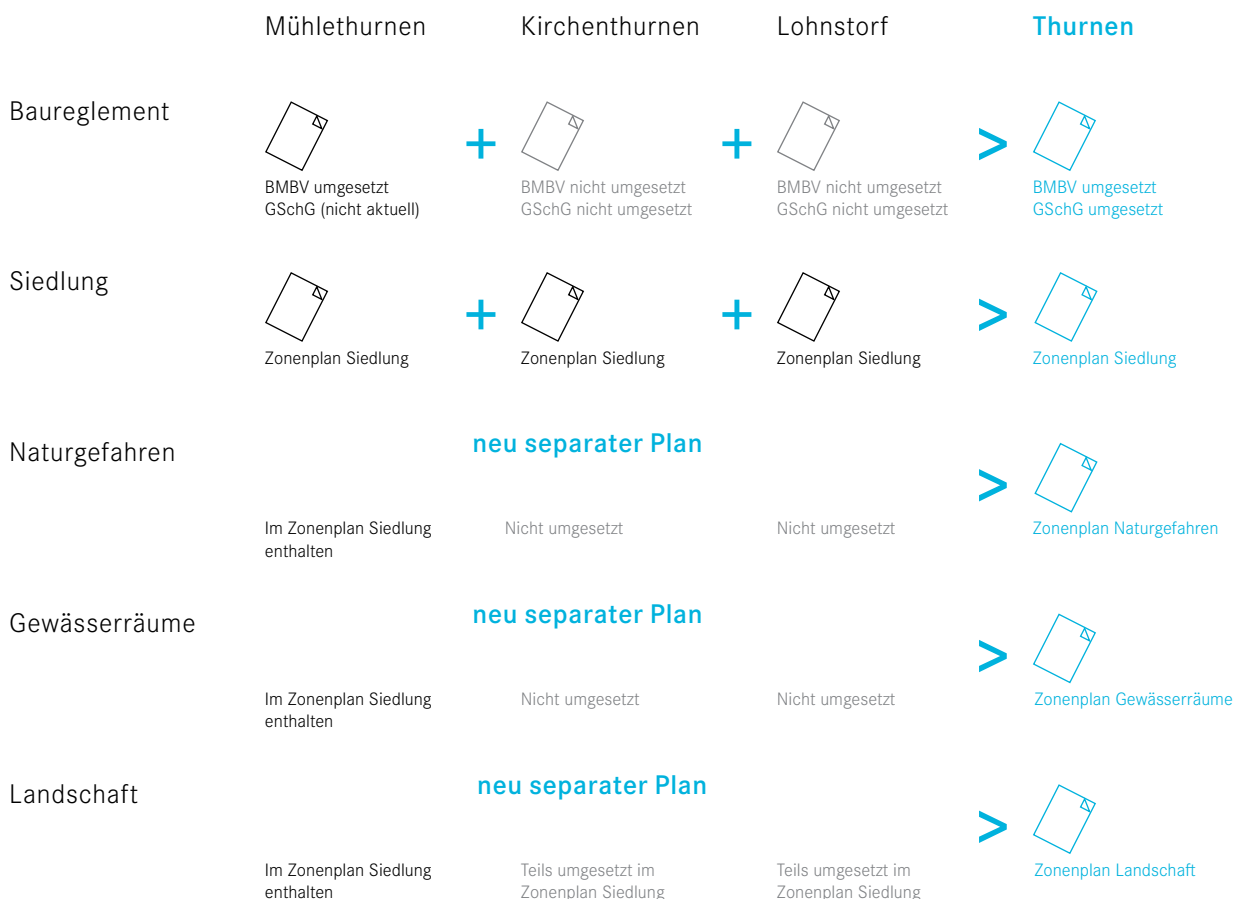 Mühlethurnen Kirchenthurnen Lohnstorf Thurnen
Baureglement
+ + >
BMBV umgesetzt BMBV nicht umgesetzt BMBV nicht umgesetzt BMBV umgesetzt
GSchG (nicht aktuell) GSchG nicht umgesetzt GSchG nicht umgesetzt GSchG umgesetzt
Siedlung
+ + >
Zonenplan Siedlung Zonenplan Siedlung Zonenplan Siedlung Zonenplan Siedlung
Naturgefahren neu separater Plan
>
Im Zonenplan Siedlung Nicht umgesetzt Nicht umgesetzt Zonenplan Naturgefahren
enthalten
Gewässerräume neu separater Plan
>
Im Zonenplan Siedlung Nicht umgesetzt Nicht umgesetzt Zonenplan Gewässerräume
enthalten
Landschaft neu separater Plan
>
Im Zonenplan Siedlung Teils umgesetzt im Teils umgesetzt im Zonenplan Landschaft
enthalten Zonenplan Siedlung Zonenplan Siedlung